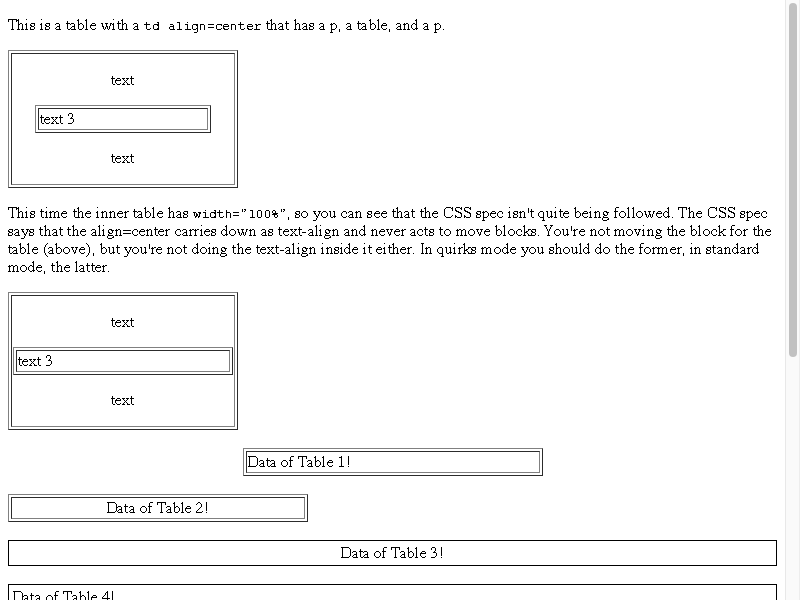 This is a table with a td align=center that has a p, a table, and a p.
text
text 3
text
This time the inner table has width="100%", so you can see that the CSS spec isn't quite being followed. The CSS spec
says that the align=center carries down as text-align and never acts to move blocks. You're not moving the block for the
table (above), but you're not doing the text-align inside it either. In quirks mode you should do the former, in standard
mode, the latter.
text
text 3
text
Data of Table 1!
Data of Table 2!
Data of Table 3!
Data of Table 4!